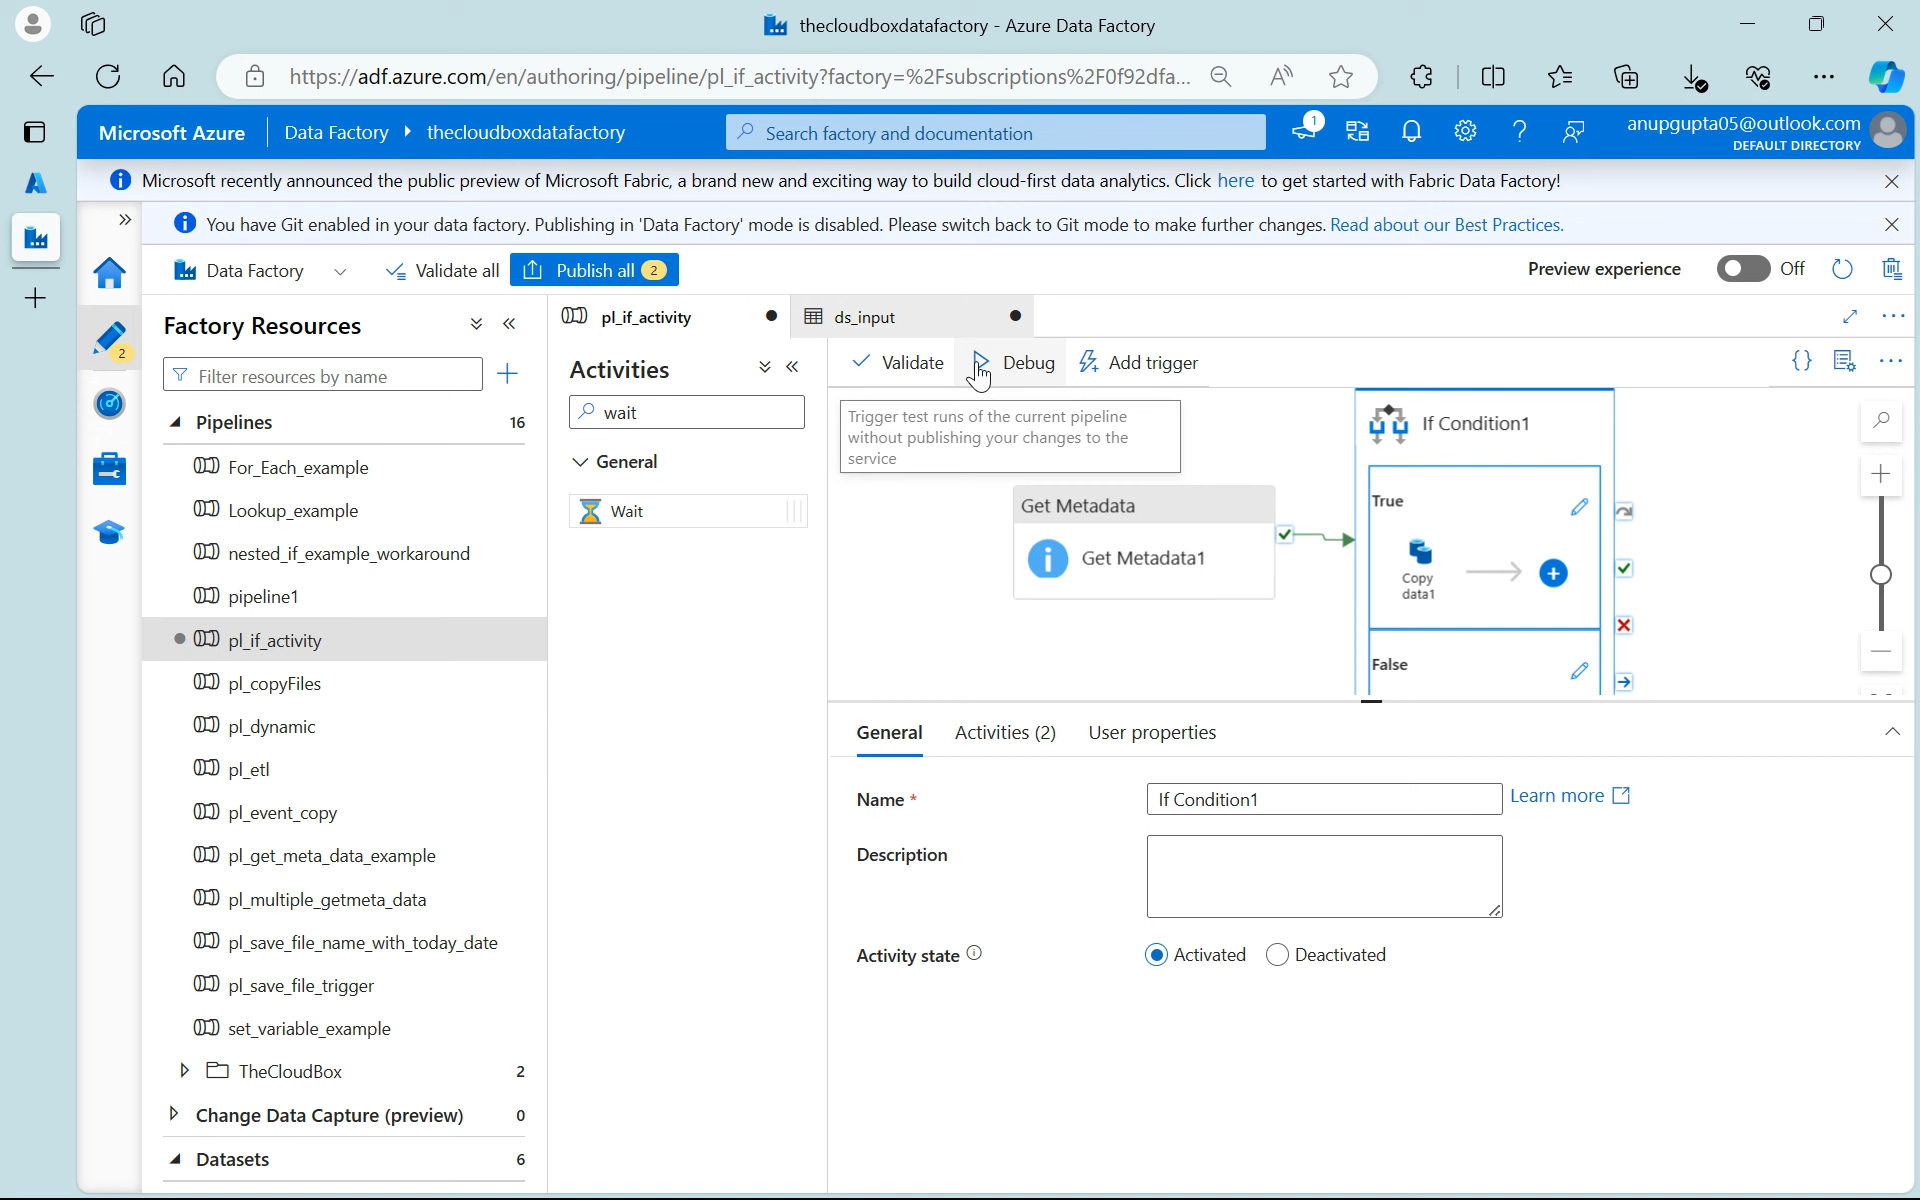 thecloudboxdatafactory - Azure Data Factory
https://adf.azure.com/en/authoring/pipeline/pl_if_activity?factory=%2Fsubscriptions%2F0f92dfa...
Microsoft Azure
Data Factory
thecloudboxdatafactory
Search factory and documentation
1
anupgupta05@outlook.com
DEFAULT DIRECTORY
Microsoft recently announced the public preview of Microsoft Fabric, a brand new and exciting way to build cloud-first data analytics. Click here to get started with Fabric Data Factory!
You have Git enabled in your data factory. Publishing in 'Data Factory' mode is disabled. Please switch back to Git mode to make further changes. Read about our Best Practices.
Data Factory
Validate all
Publish all 2
Preview experience
Off
2
Factory Resources
Filter resources by name
Pipelines 16
For_Each_example
Lookup_example
nested_if_example_workaround
pipeline1
pl_if_activity
pl_copyFiles
pl_dynamic
pl_etl
pl_event_copy
pl_get_meta_data_example
pl_multiple_getmeta_data
pl_save_file_name_with_today_date
pl_save_file_trigger
set_variable_example
TheCloudBox 2
Change Data Capture (preview) 0
Datasets 6
pl_if_activity
ds_input
Activities
wait
General
Wait
Validate
Debug
Add trigger
Trigger test runs of the current pipeline
without publishing your changes to the
service
Get Metadata
Get Metadata1
If Condition1
True
Copy
data1
False
General
Activities (2)
User properties
Name *
If Condition1
Learn more
Description
Activity state
Activated
Deactivated